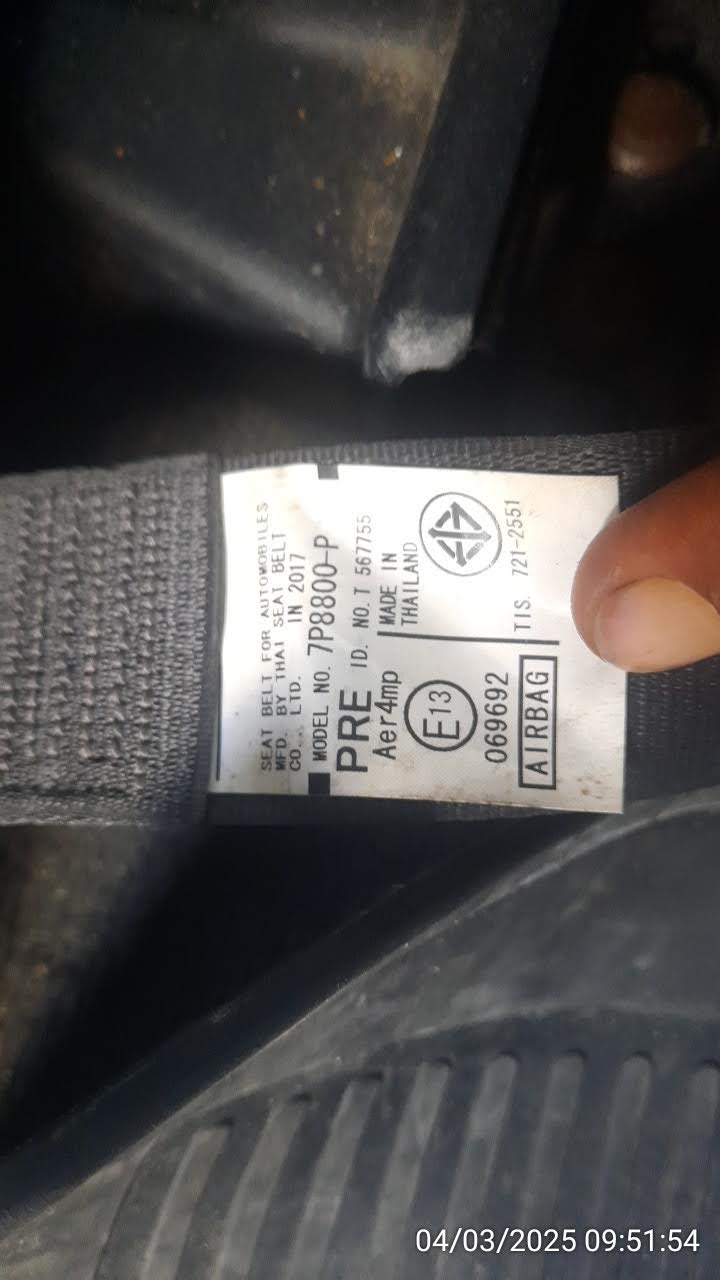 SEAT BELT FOR AUTOMOBILES
MFD. BY THAI SEAT BELT
CO., LTD. IN 2017
MODEL NO. 7P8800-P
PRE ID. NO. T 567755
Aer4mp
E13
069692
AIRBAG
MADE IN
THAILAND
TIS. 721-2551
04/03/2025 09:51:54